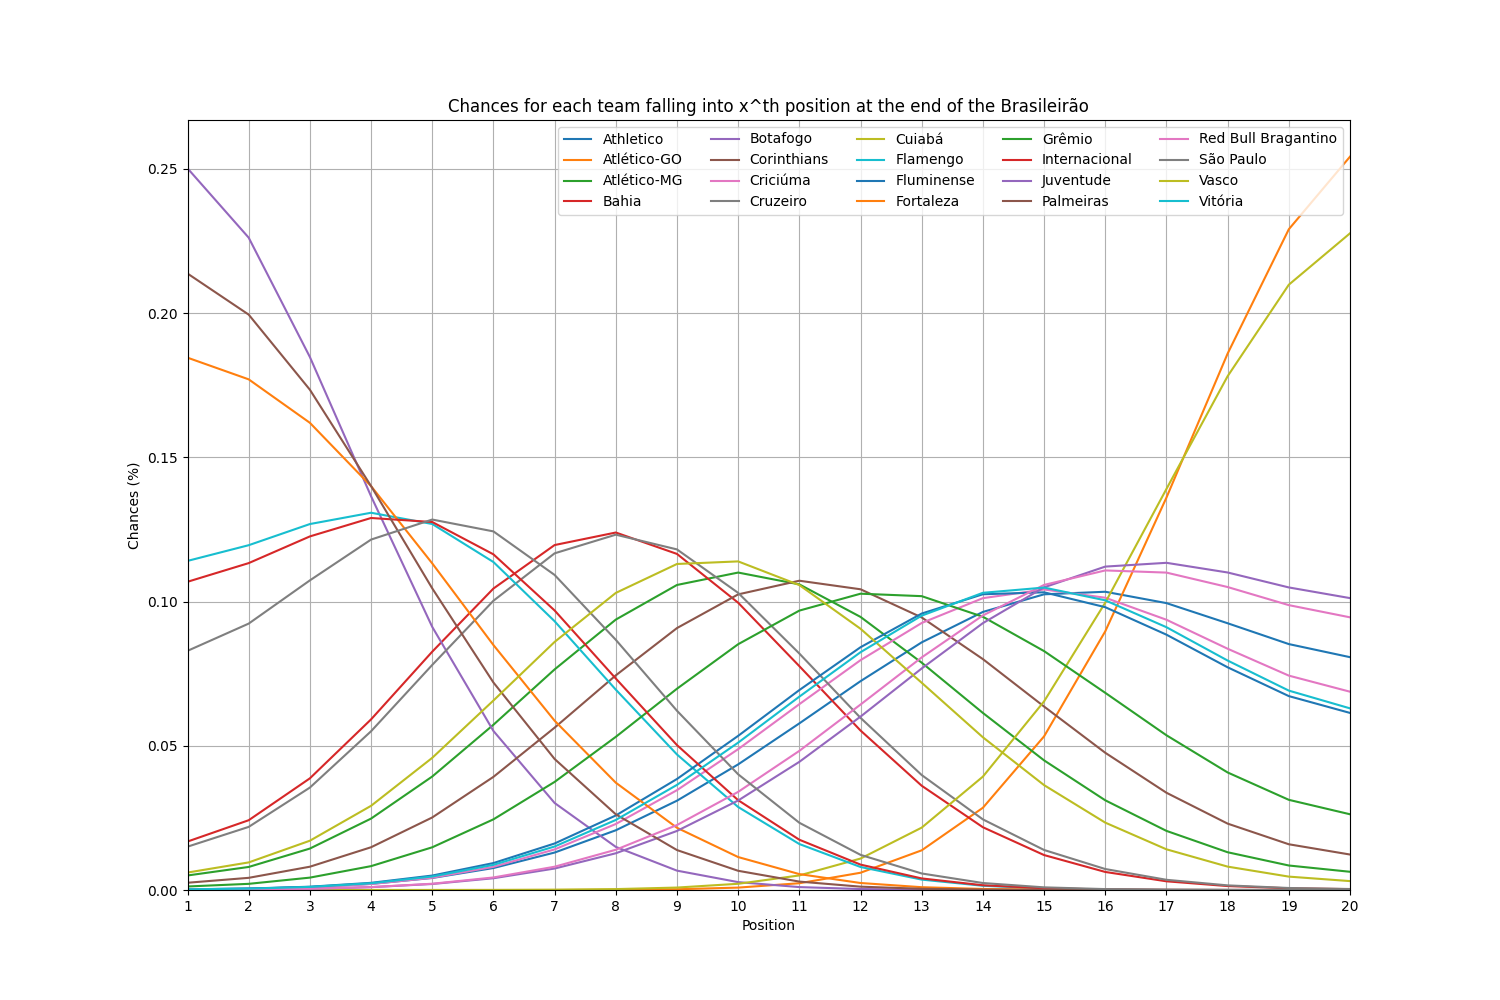 Chances for each team falling into x^th position at the end of the Brasileirão
Athletico
Atlético-GO
Atlético-MG
Bahia
Botafogo
Corinthians
Criciúma
Cruzeiro
Cuiabá
Flamengo
Fluminense
Fortaleza
Grêmio
Internacional
Juventude
Palmeiras
Red Bull Bragantino
São Paulo
Vasco
Vitória
Chances (%)
0.25
0.20
0.15
0.10
0.05
0.00
1 2 3 4 5 6 7 8 9 10 11 12 13 14 15 16 17 18 19 20
Position